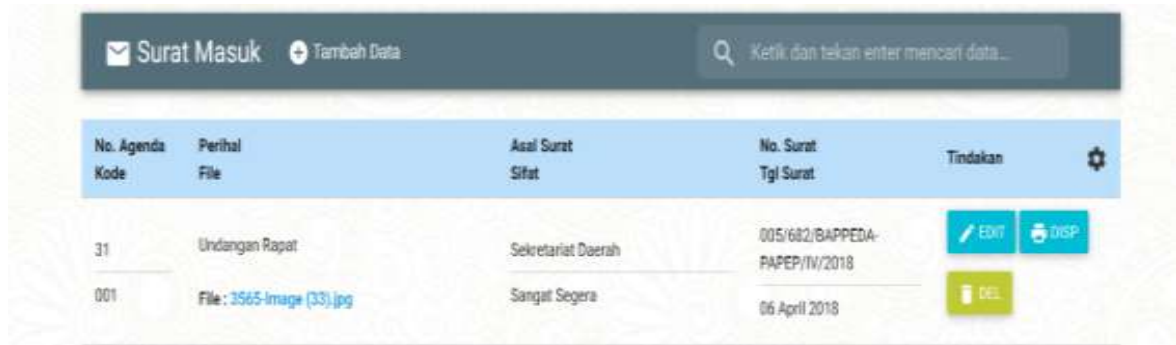 Surat Masuk Tambah Data Ketik dan tekan enter mencari data...
No. Agenda Perihal Asal Surat No. Surat Tindakan
Kode File Sifat Tgl Surat
31 Undangan Rapat Sekretariat Daerah 005/682/BAPPEDA- EDIT DISP
PAPEP/IV/2018
001 File : 3565-Image (33).jpg Sangat Segera 06 April 2018 DEL